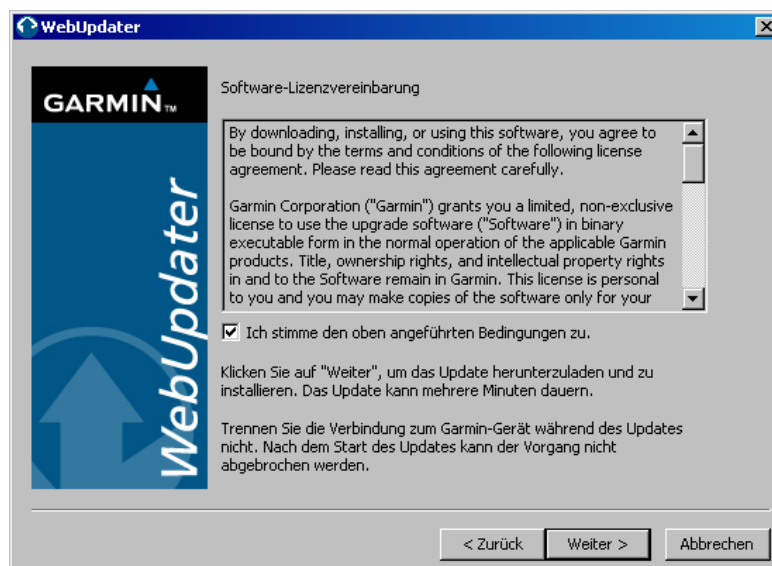 WebUpdater
GARMIN™
WebUpdater
Software-Lizenzvereinbarung
By downloading, installing, or using this software, you agree to
be bound by the terms and conditions of the following license
agreement. Please read this agreement carefully.
Garmin Corporation ("Garmin") grants you a limited, non-exclusive
license to use the upgrade software ("Software") in binary
executable form in the normal operation of the applicable Garmin
products. Title, ownership rights, and intellectual property rights
in and to the Software remain in Garmin. This license is personal
to you and you may make copies of the software only for your
Ich stimme den oben angeführten Bedingungen zu.
Klicken Sie auf "Weiter", um das Update herunterzuladen und zu
installieren. Das Update kann mehrere Minuten dauern.
Trennen Sie die Verbindung zum Garmin-Gerät während des Updates
nicht. Nach dem Start des Updates kann der Vorgang nicht
abgebrochen werden.
< Zurück
Weiter >
Abbrechen